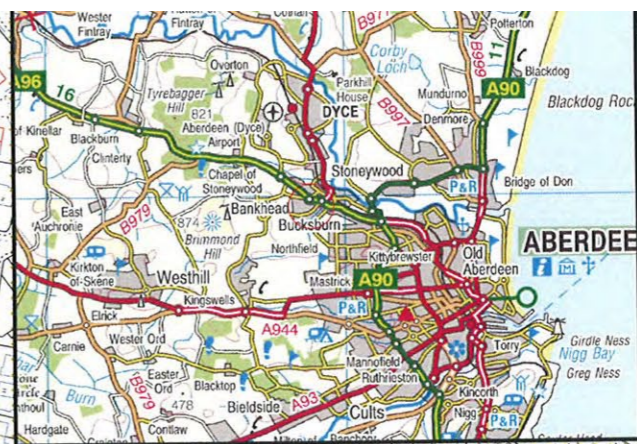 Wester
Fintray
Fintray
B977
Potterton
Overton
Corby
Loch
B999
11
Blackdog
A96
16
Tyrebagger
Hill
821
Parkhill
House
Mundurno
A90
Blackdog Roc
of Kinellar
Aberdeen (Dyce)
Airport
DYCE
B997
Denmore
Blackburn
Clinterly
Chapel of
Stoneywood
Stoneywood
P&R
Bridge of Don
East
Auchronie
B979
874
Bankhead
Brimmond
Hill
Bucksburn
Northfield
Kittybrewster
Old
Aberdeen
ABERDEE
Kirkton
of-Skene
Westhill
Mastrick
A90
Kingswells
P&R
Elrick
A944
Carnie
Wester Ord
Girdle Ness
Torry
Nigg Bay
Greg Ness
Easter
Ord
Blacktop
Mannofield
Ruthrieston
Burn
B979
478
Bieldside
A93
Cults
Kincorth
Nigg
P&R
Hardgate
Contlaw